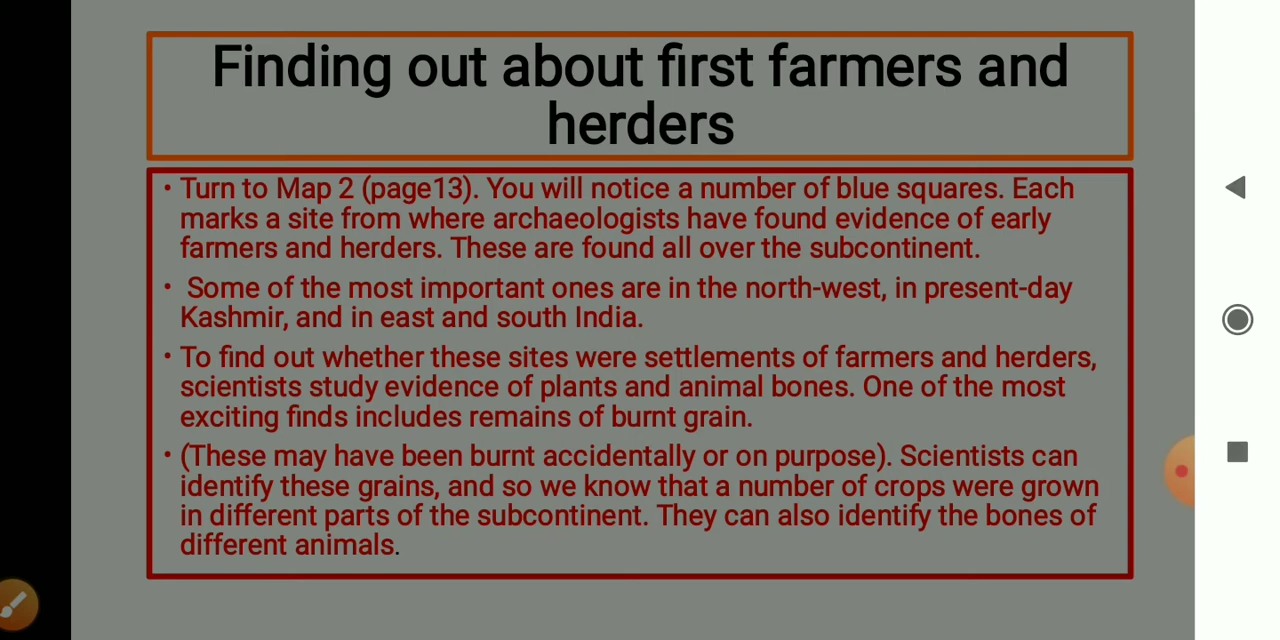 Finding out about first farmers and
herders
• Turn to Map 2 (page13). You will notice a number of blue squares. Each
marks a site from where archaeologists have found evidence of early
farmers and herders. These are found all over the subcontinent.
• Some of the most important ones are in the north-west, in present-day
Kashmir, and in east and south India.
• To find out whether these sites were settlements of farmers and herders,
scientists study evidence of plants and animal bones. One of the most
exciting finds includes remains of burnt grain.
• (These may have been burnt accidentally or on purpose). Scientists can
identify these grains, and so we know that a number of crops were grown
in different parts of the subcontinent. They can also identify the bones of
different animals.